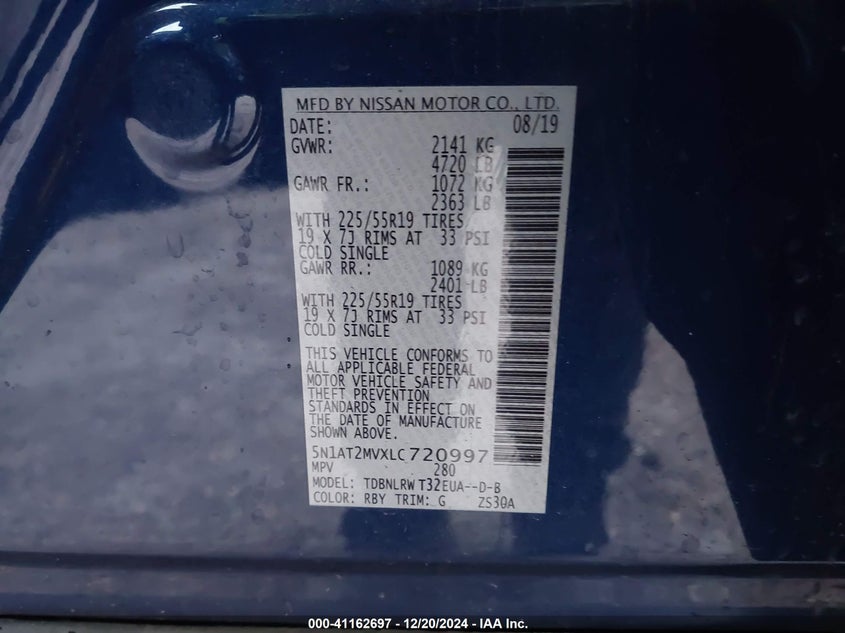 MFD BY NISSAN MOTOR CO., LTD.
DATE: 08/19
GVWR: 2141 KG
4720 LB
GAWR FR.: 1072 KG
2363 LB
WITH 225/55R19 TIRES
19 X 7J RIMS AT 33 PSI
COLD SINGLE
GAWR RR.: 1089 KG
2401 LB
WITH 225/55R19 TIRES
19 X 7J RIMS AT 33 PSI
COLD SINGLE
THIS VEHICLE CONFORMS TO
ALL APPLICABLE FEDERAL
MOTOR VEHICLE SAFETY AND
THEFT PREVENTION
STANDARDS IN EFFECT ON
THE DATE OF MANUFACTURE
SHOWN ABOVE.
5N1AT2MVXLC720997
MPV 280
MODEL: TDBNLRW T32EUA--D-B
COLOR: RBY TRIM: G ZS30A
000-41162697 - 12/20/2024 - IAA Inc.